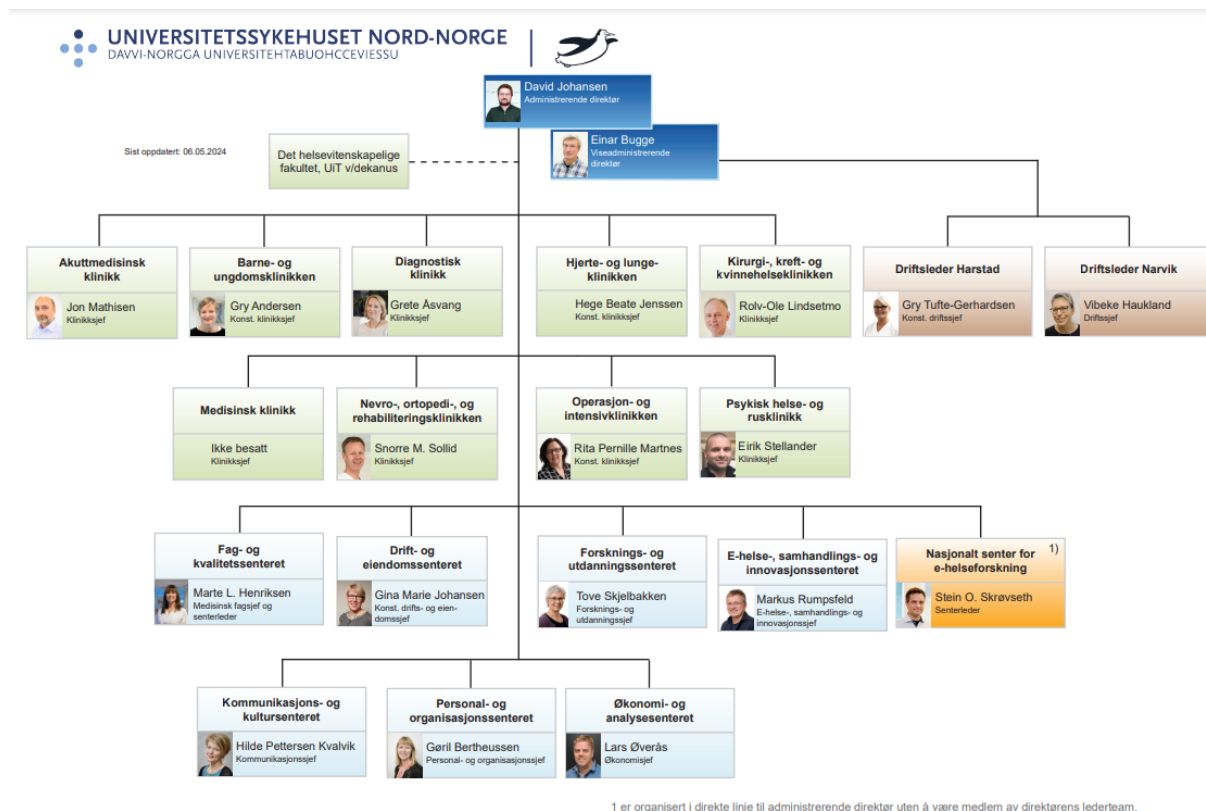 UNIVERSITETSSYKEHUSET NORD-NORGE
DAVVI-NORGGA UNIVERSITEHTABUOHCCEVIESSU
David Johansen
Administrerende direktør
Einar Bugge
Viseadministrerende
direktør
Sist oppdatert: 06.05.2024
Det helsevitenskapelige
fakultet, UiT v/dekanus
Akuttmedisinsk
klinikk
Jon Mathisen
Klinikksjef
Barne- og
ungdomsklinikken
Gry Andersen
Konst. klinikksjef
Diagnostisk
klinikk
Grete Åsvang
Klinikksjef
Hjerte- og lunge-
klinikken
Hege Beate Jenssen
Konst. klinikksjef
Kirurgi-, kreft- og
kvinnehelseklinikken
Rolv-Ole Lindsetmo
Klinikksjef
Driftsleder Harstad
Gry Tufte-Gerhardsen
Konst. driftssjef
Driftsleder Narvik
Vibeke Haukland
Driftssjef
Medisinsk klinikk
Ikke besatt
Klinikksjef
Nevro-, ortopedi-, og
rehabiliteringsklinikken
Snorre M. Sollid
Klinikksjef
Operasjon- og
intensivklinikken
Rita Pernille Martnes
Konst. klinikksjef
Psykisk helse- og
rusklinikk
Eirik Stellander
Klinikksjef
Fag- og
kvalitetssenteret
Marte L. Henriksen
Medisinsk fagsjef og
senterleder
Drift- og
eiendomssenteret
Gina Marie Johansen
Konst. drifts- og eien-
domssjef
Forsknings- og
utdanningssenteret
Tove Skjelbakken
Forsknings- og
utdanningssjef
E-helse-, samhandlings- og
innovasjonssenteret
Markus Rumpsfeld
E-helse-, samhandlings- og
innovasjonssjef
Nasjonalt senter for 1)
e-helseforskning
Stein O. Skrøvseth
Senterleder
Kommunikasjons- og
kultursenteret
Hilde Pettersen Kvalvik
Kommunikasjonssjef
Personal- og
organisasjonssenteret
Gøril Bertheussen
Personal- og organisasjonssjef
Økonomi- og
analysesenteret
Lars Øverås
Økonomisjef
1 er organisert i direkte linje til administrerende direktør uten å være medlem av direktørens lederteam.